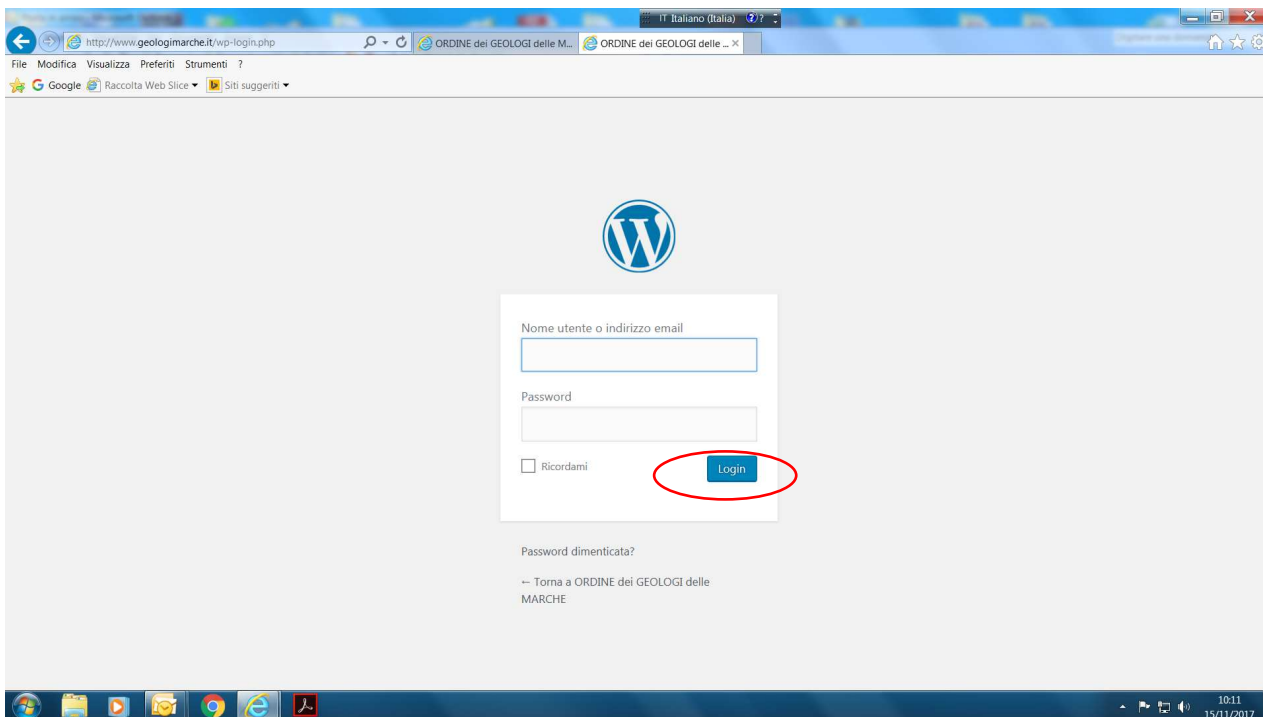 IT Italiano (Italia) ?
http://www.geologimarche.it/wp-login.php
ORDINE dei GEOLOGI delle M...
ORDINE dei GEOLOGI delle ...
File Modifica Visualizza Preferiti Strumenti ?
Google Raccolta Web Slice Siti suggeriti
Nome utente o indirizzo email
Password
Ricordami
Login
Password dimenticata?
← Torna a ORDINE dei GEOLOGI delle
MARCHE
10:11
15/11/2017